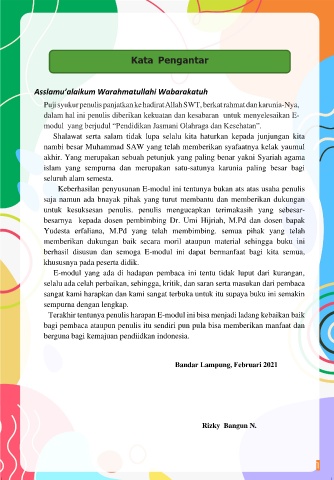 Kata Pengantar
Asslamu'alaikum Warahmatullahi Wabarakatuh
Puji syukur penulis panjatkan ke hadirat Allah SWT, berkat rahmat dan karunia-Nya,
dalam hal ini penulis diberikan kekuatan dan kesabaran untuk menyelesaikan E-
modul yang berjudul "Pendidkan Jasmani Olahraga dan Kesehatan".
Shalawat serta salam tidak lupa selalu kita haturkan kepada junjungan kita
nambi besar Muhammad SAW yang telah memberikan syafaatnya kelak yaumul
akhir. Yang merupakan sebuah petunjuk yang paling benar yakni Syariah agama
islam yang sempurna dan merupakan satu-satunya karunia paling besar bagi
seluruh alam semesta.
Keberhasilan penyusunan E-modul ini tentunya bukan ats atas usaha penulis
saja namun ada bnayak pihak yang turut membantu dan memberikan dukungan
untuk kesuksesan penulis. penulis mengucapkan terimakasih yang sebesar-
besarnya kepada dosen pembimbing Dr. Umi Hijriah, M.Pd dan dosen bapak
Yudesta erfaliana, M.Pd yang telah membimbing, semua pihak yang telah
memberikan dukungan baik secara moril ataupun material sehingga buku ini
berhasil disusun dan semoga E-modul ini dapat bermanfaat bagi kita semua,
khususnya pada peserta didik.
E-modul yang ada di hadapan pembaca ini tentu tidak luput dari kurangan,
selalu ada celah perbaikan, sehingga, kritik, dan saran serta masukan dari pembaca
sangat kami harapkan dan kami sangat terbuka untuk itu supaya buku ini semakin
sempurna dengan lengkap.
Terakhir tentunya penulis harapan E-modul ini bisa menjadi ladang kebaikan baik
bagi pembaca ataupun penulis itu sendiri pun pula bisa memberikan manfaat dan
berguna bagi kemajuan pendiidkan indonesia.
Bandar Lampung, Februari 2021
Rizky Bangun N.